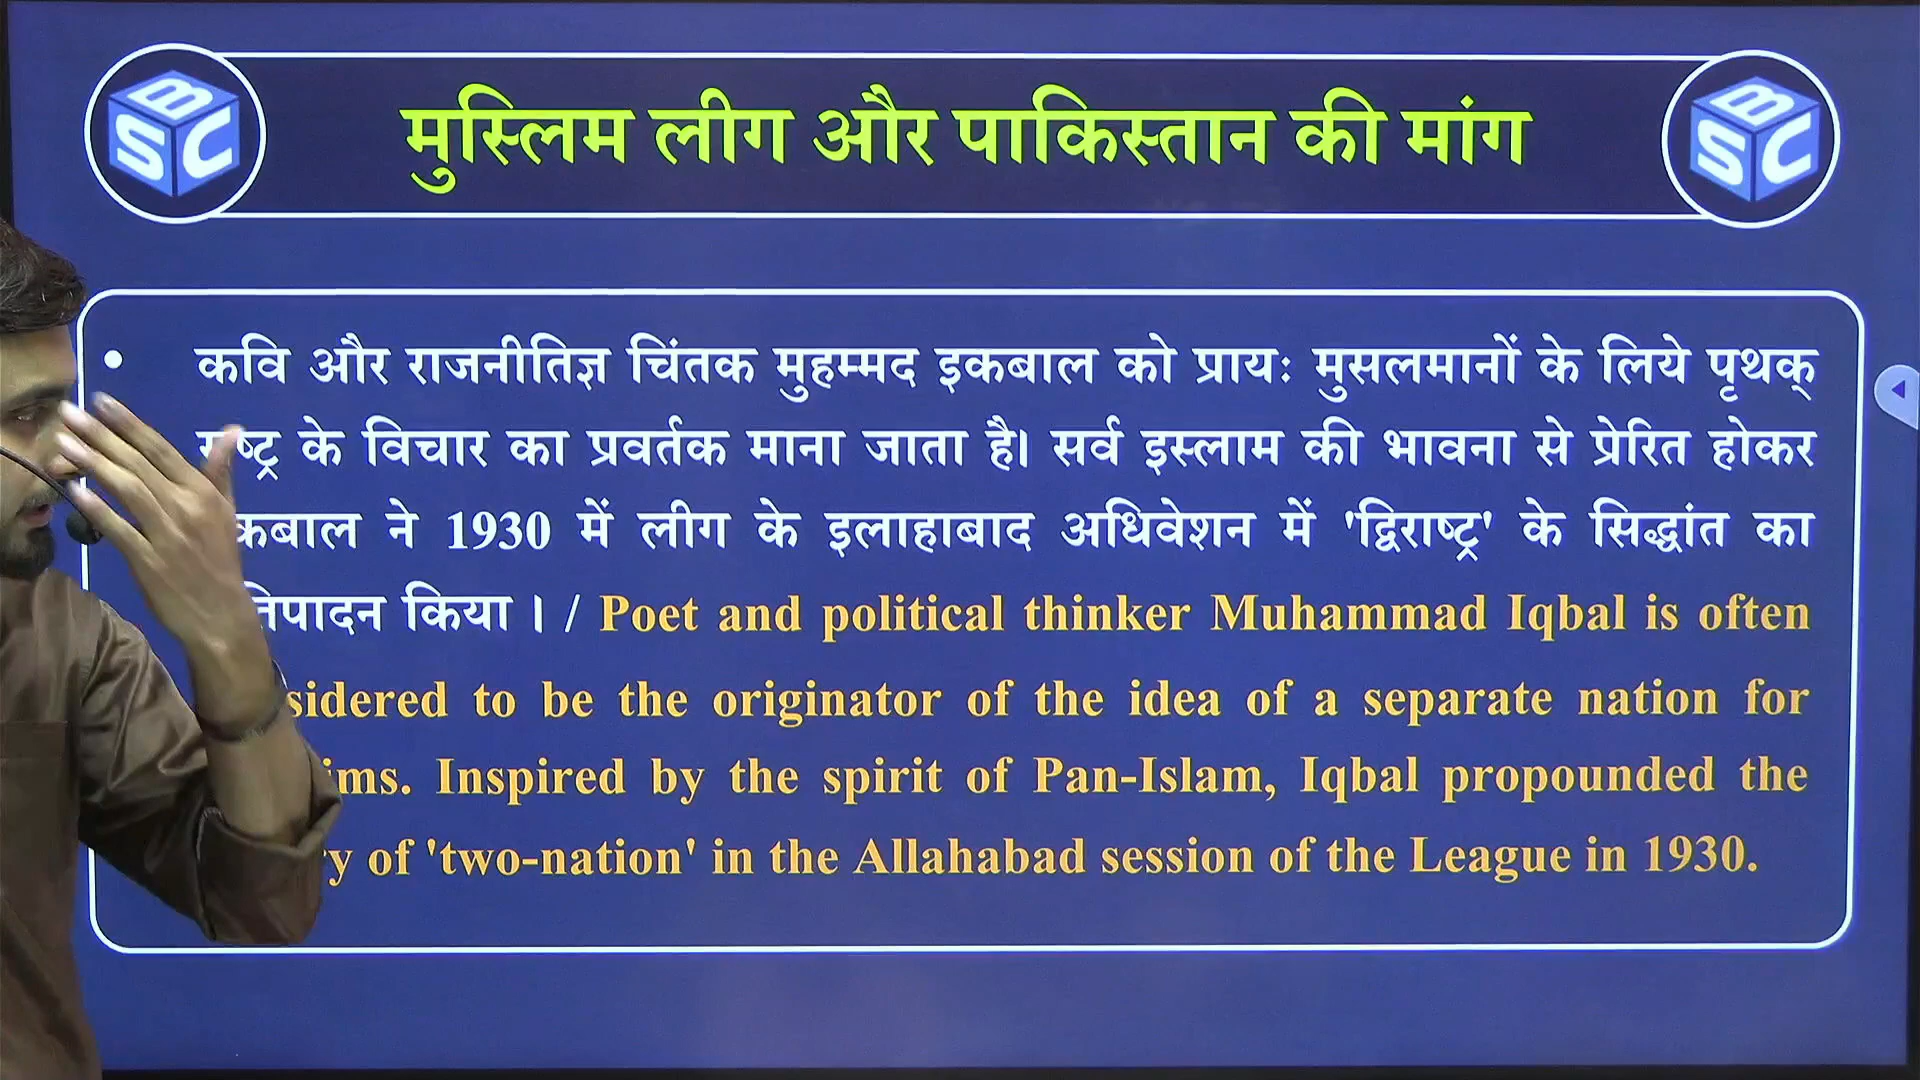 BSC
BSC
मुस्लिम लीग और पाकिस्तान की मांग
• कवि और राजनीतिज्ञ चिंतक मुहम्मद इकबाल को प्रायः मुसलमानों के लिये पृथक्
के विचार का प्रवर्तक माना जाता है। सर्व इस्लाम की भावना से प्रेरित होकर
ने 1930 में लीग के इलाहाबाद अधिवेशन में 'द्विराष्ट्र' के सिद्धांत का
किया । / Poet and political thinker Muhammad Iqbal is often
to be the originator of the idea of a separate nation for
Inspired by the spirit of Pan-Islam, Iqbal propounded the
of 'two-nation' in the Allahabad session of the League in 1930.